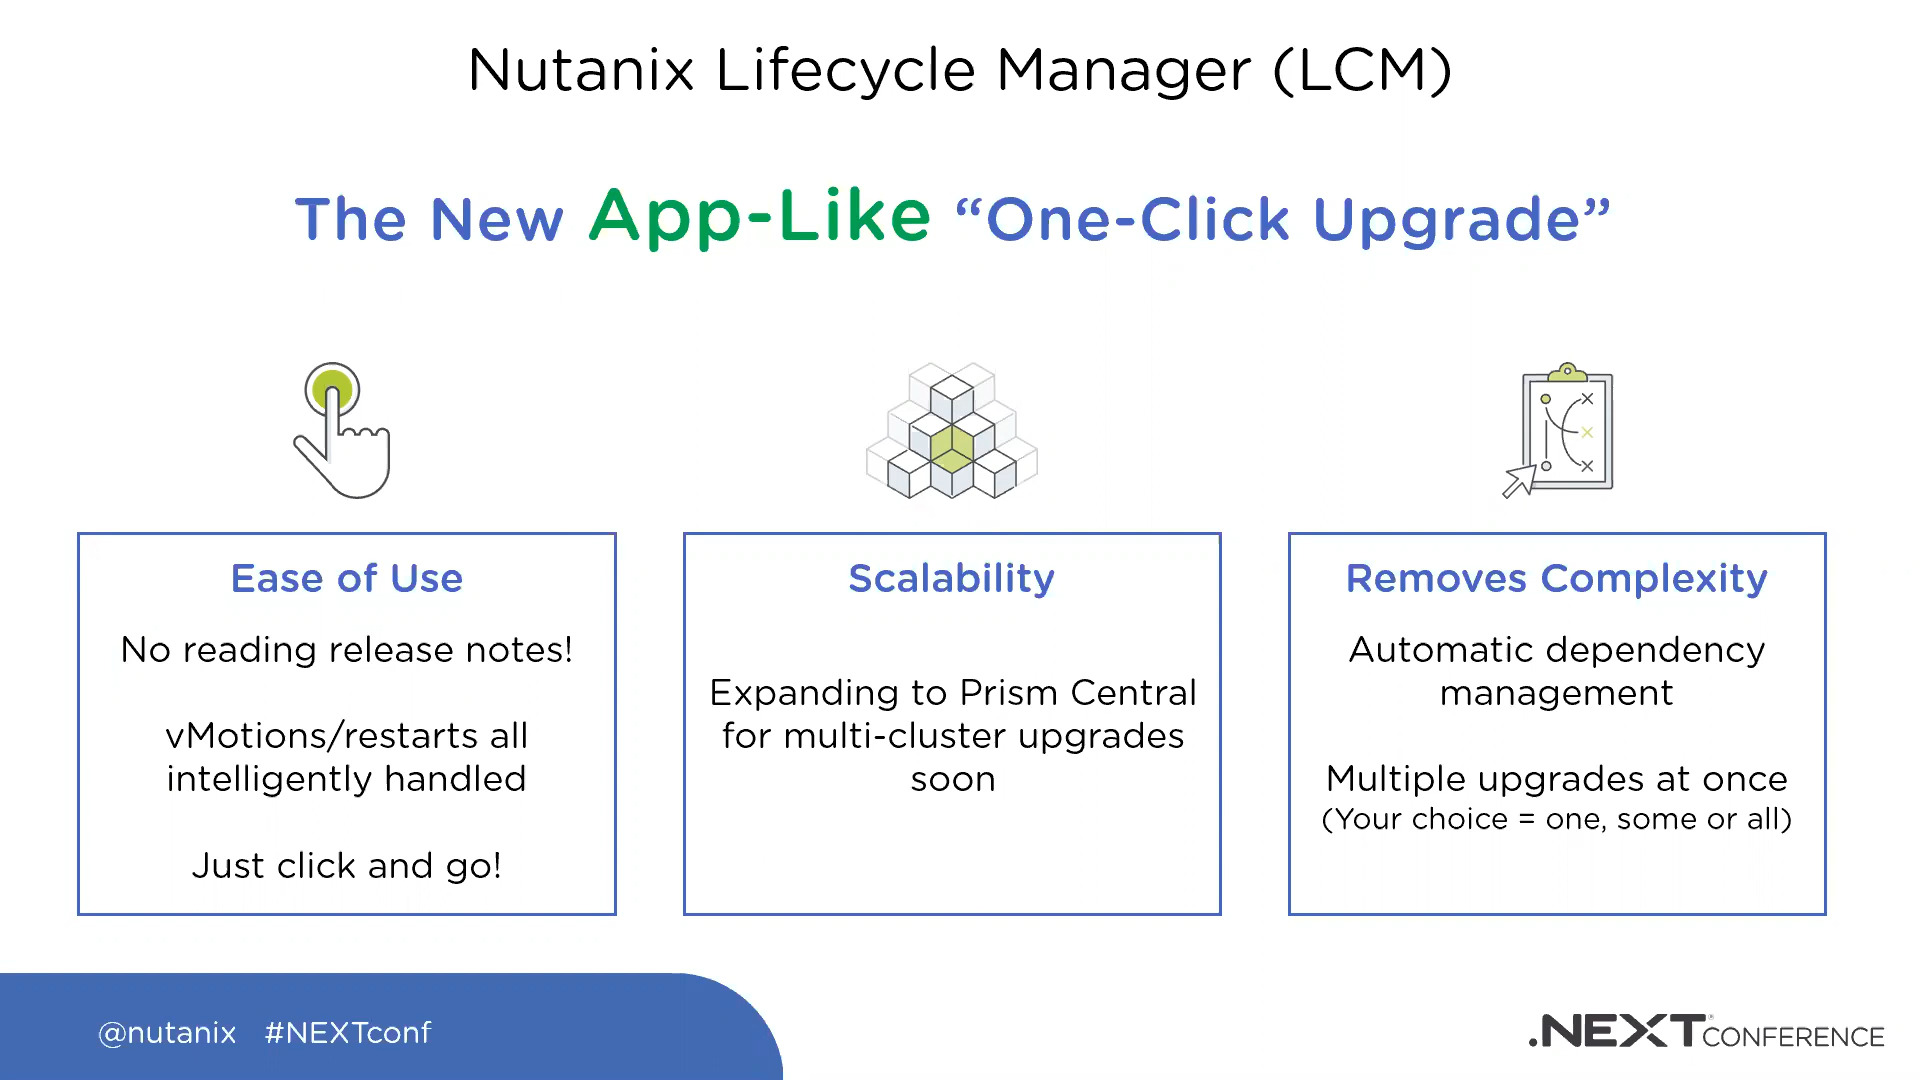 Nutanix Lifecycle Manager (LCM)
The New App-Like “One-Click Upgrade”
Ease of Use
No reading release notes!
vMotions/restarts all
intelligently handled
Just click and go!
Scalability
Expanding to Prism Central
for multi-cluster upgrades
soon
Removes Complexity
Automatic dependency
management
Multiple upgrades at once
(Your choice = one, some or all)
@nutanix #NEXTconf
.NEXT® CONFERENCE